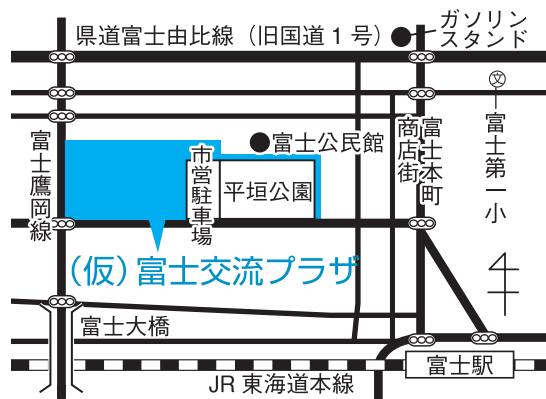 ガソリン
スタンド
県道富士由比線（旧国道1号）
文
富士公民館
富士鷹岡線
市営駐車場
平垣公園
富士本町
商店街
富士第一小
（仮）富士交流プラザ
富士大橋
富士駅
JR東海道本線